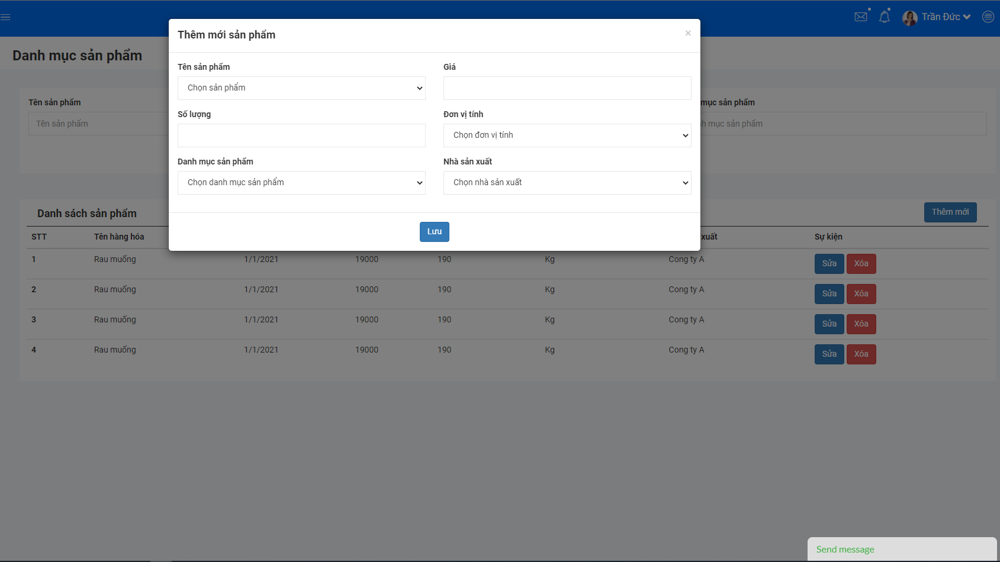 Trần Đức
Thêm mới sản phẩm
×
Danh mục sản phẩm
Tên sản phẩm
Giá
Chọn sản phẩm
Số lượng
Đơn vị tính
Chọn đơn vị tính
Danh mục sản phẩm
Nhà sản xuất
Chọn danh mục sản phẩm
Chọn nhà sản xuất
Lưu
Tên sản phẩm
mục sản phẩm
Tên sản phẩm
h mục sản phẩm
Danh sách sản phẩm
Thêm mới
STT Tên hàng hóa xuất Sự kiện
1 Rau muống 1/1/2021 19000 190 Kg Cong ty A Sửa Xóa
2 Rau muống 1/1/2021 19000 190 Kg Cong ty A Sửa Xóa
3 Rau muống 1/1/2021 19000 190 Kg Cong ty A Sửa Xóa
4 Rau muống 1/1/2021 19000 190 Kg Cong ty A Sửa Xóa
Send message